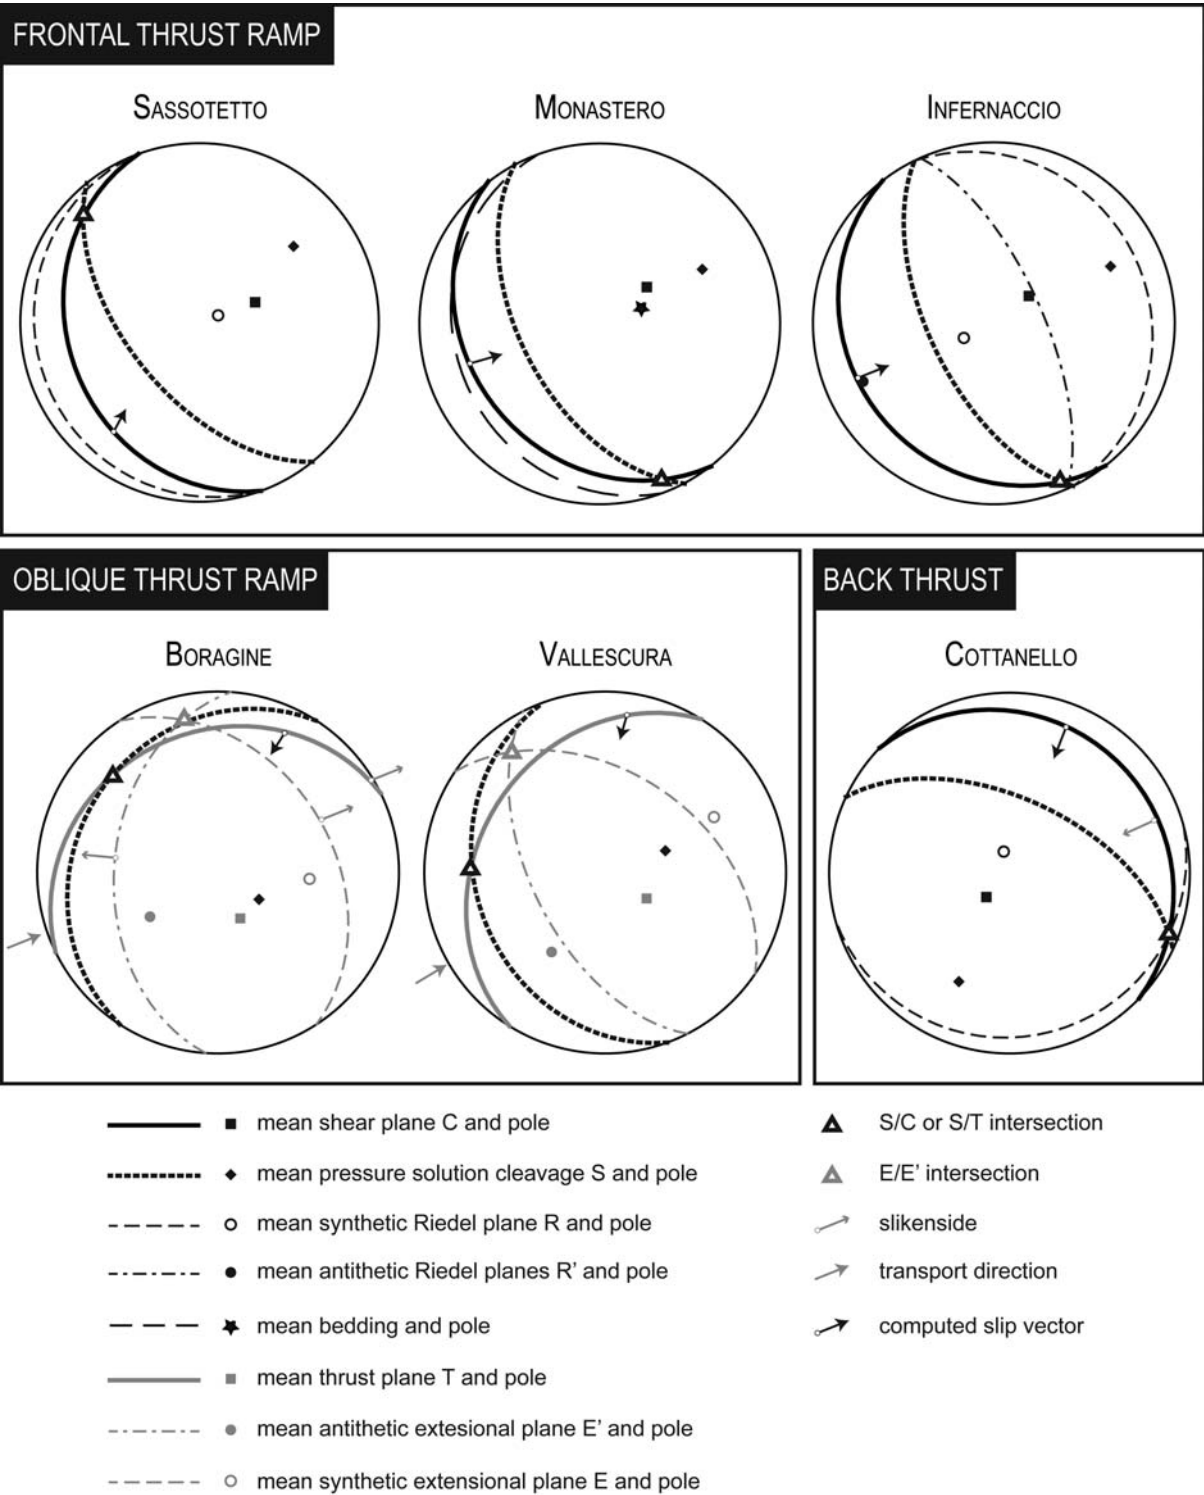 FRONTAL THRUST RAMP
SASSOTETTO
MONASTERO
INFERNACCIO
OBLIQUE THRUST RAMP
BACK THRUST
BORAGINE
VALLESCURA
COTTANELLO
mean shear plane C and pole
mean pressure solution cleavage S and pole
mean synthetic Riedel plane R and pole
mean antithetic Riedel planes R' and pole
mean bedding and pole
mean thrust plane T and pole
mean antithetic extesional plane E' and pole
mean synthetic extensional plane E and pole
S/C or S/T intersection
E/E' intersection
slikenside
transport direction
computed slip vector